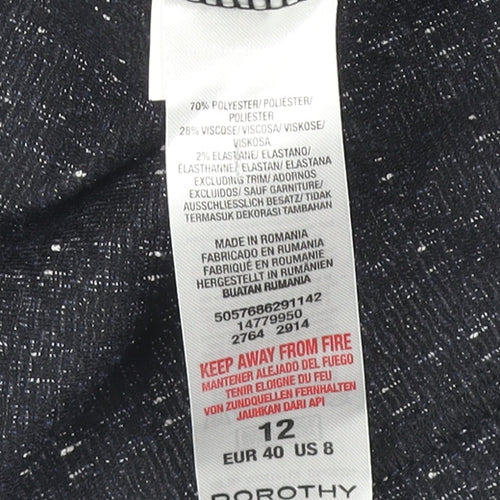 70% POLYESTER/ POLIÉSTER/
POLIESTER
28% VISCOSE/ VISCOSA/ VISKOSE/
VISKOSA
2% ELASTANE/ ELASTANO/
ÉLASTHANNE/ ELASTAN/ ELASTANA
EXCLUDING TRIM/ ADORNOS
EXCLUIDOS/ SAUF GARNITURE/
AUSSCHLIESSLICH BESATZ/ TIDAK
TERMASUK DEKORASI TAMBAHAN
MADE IN ROMANIA
FABRICADO EN RUMANIA
FABRIQUÉ EN ROUMANIE
HERGESTELLT IN RUMÄNIEN
BUATAN RUMANIA
5057686291142
14779950
2764 2914
KEEP AWAY FROM FIRE
MANTENER ALEJADO DEL FUEGO
TENIR ELOIGNE DU FEU
VON ZUNDQUELLEN FERNHALTEN
JAUHKAN DARI API
12
EUR 40 US 8
DOROTHY